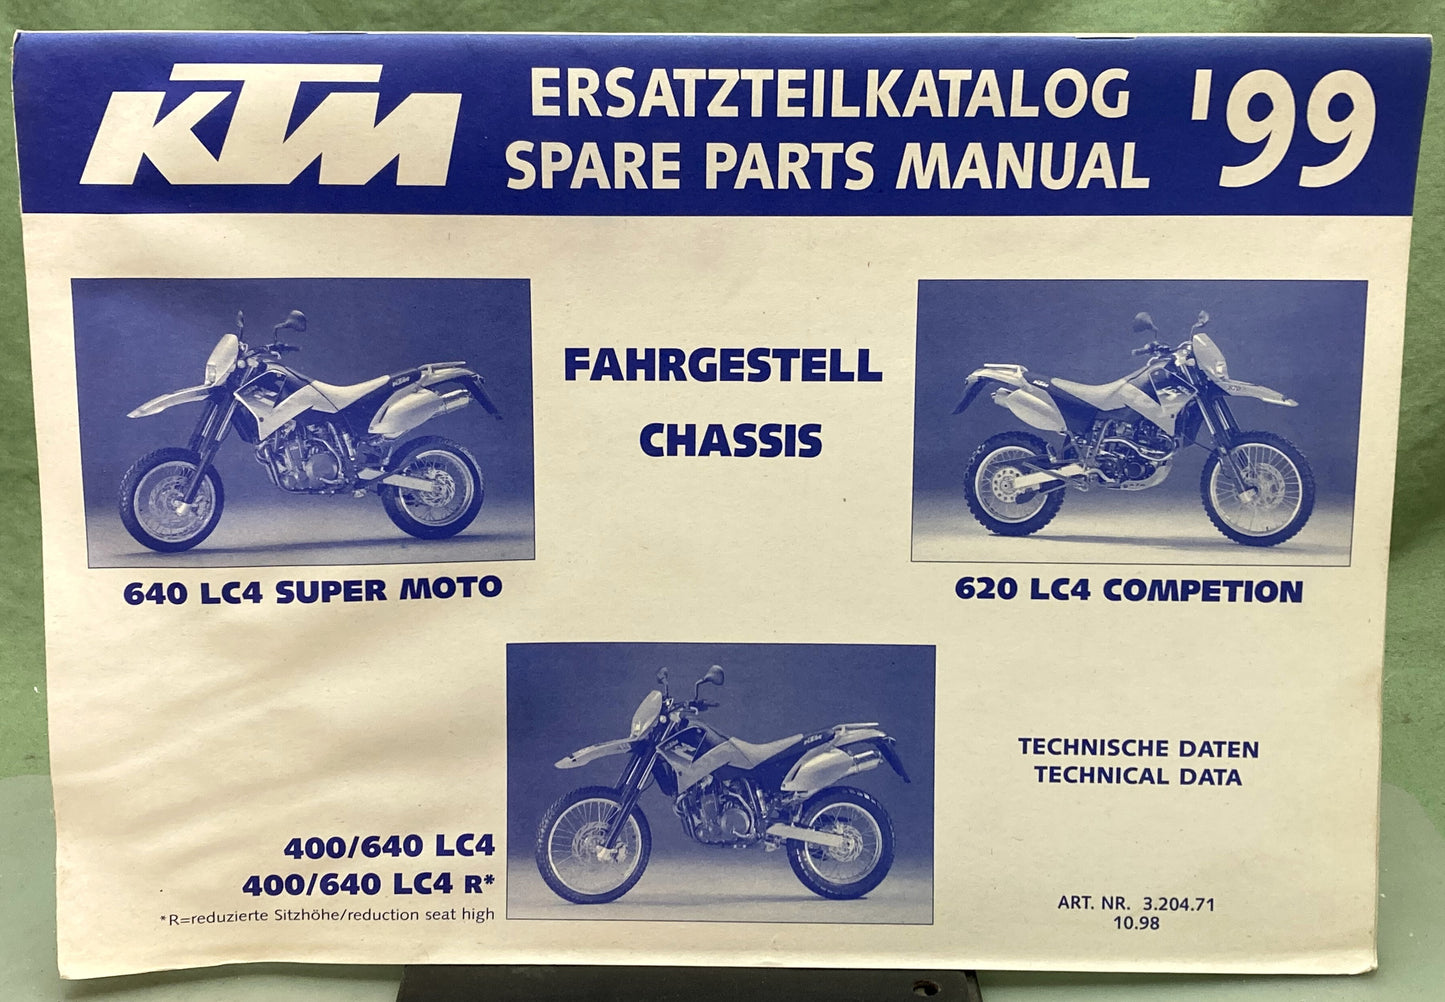 KTM
ERSATZTEILKATALOG
SPARE PARTS MANUAL
'99
FAHRGESTELL
CHASSIS
640 LC4 SUPER MOTO
620 LC4 COMPETION
400/640 LC4
400/640 LC4 R*
*R=reduzierte Sitzhöhe/reduction seat high
TECHNISCHE DATEN
TECHNICAL DATA
ART. NR. 3.204.71
10.98